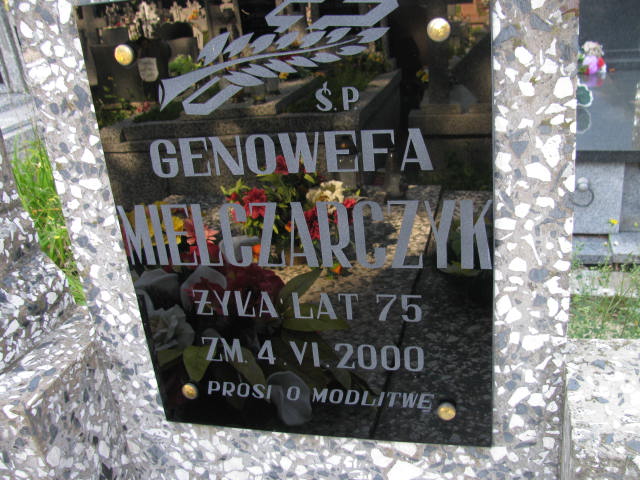 Ś.P.
GENOWEFA
MIELCZARCZYK
ŻYŁA LAT 75
ZM. 4. VI. 2000
PROSI O MODLITWĘ